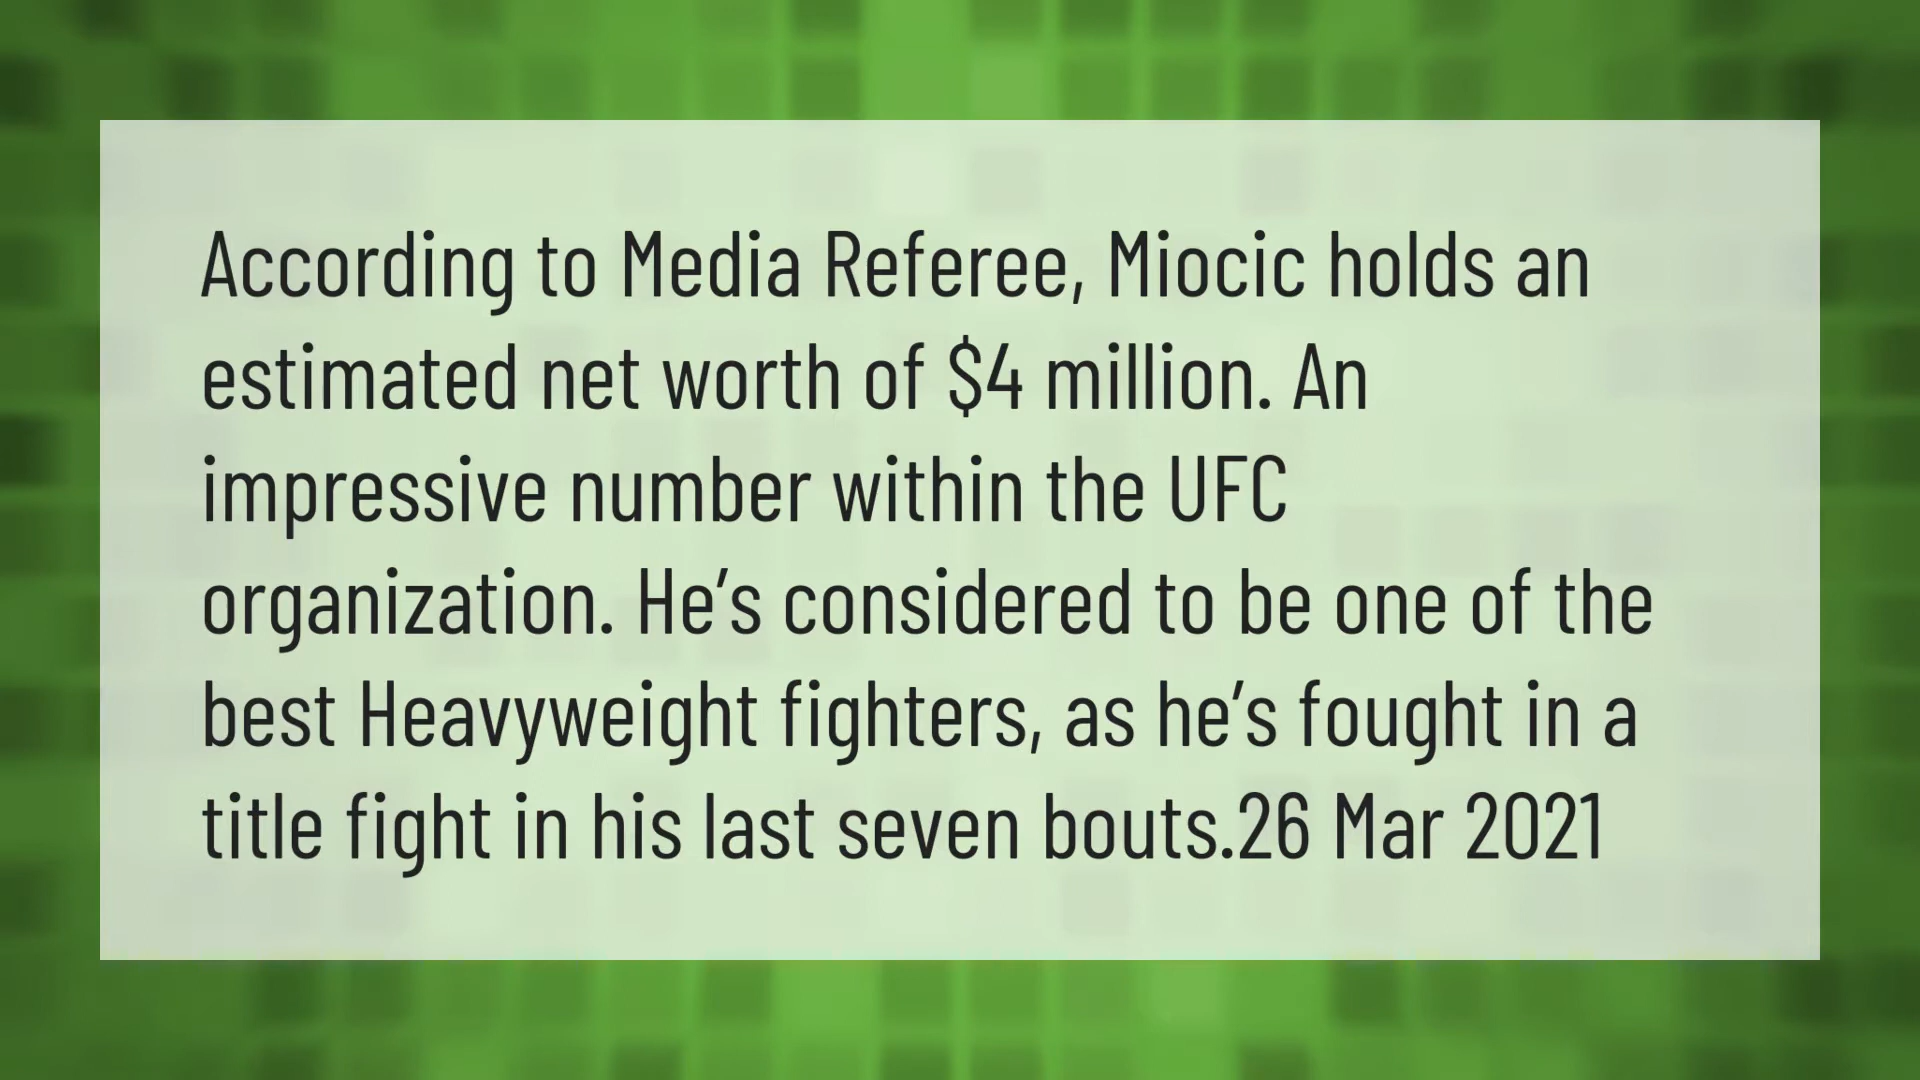 According to Media Referee, Miocic holds an
estimated net worth of $4 million. An
impressive number within the UFC
organization. He’s considered to be one of the
best Heavyweight fighters, as he’s fought in a
title fight in his last seven bouts.26 Mar 2021